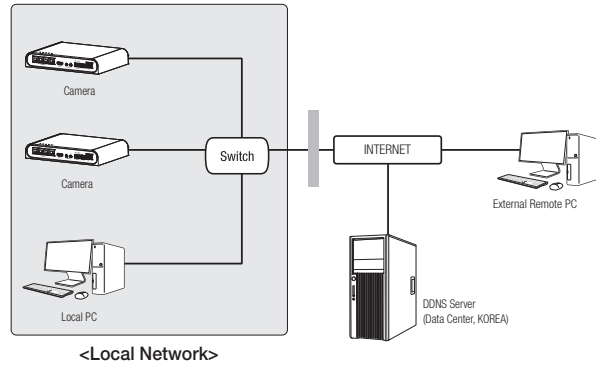 Camera
Camera
Switch
INTERNET
External Remote PC
Local PC
DDNS Server
(Data Center, KOREA)
<Local Network>